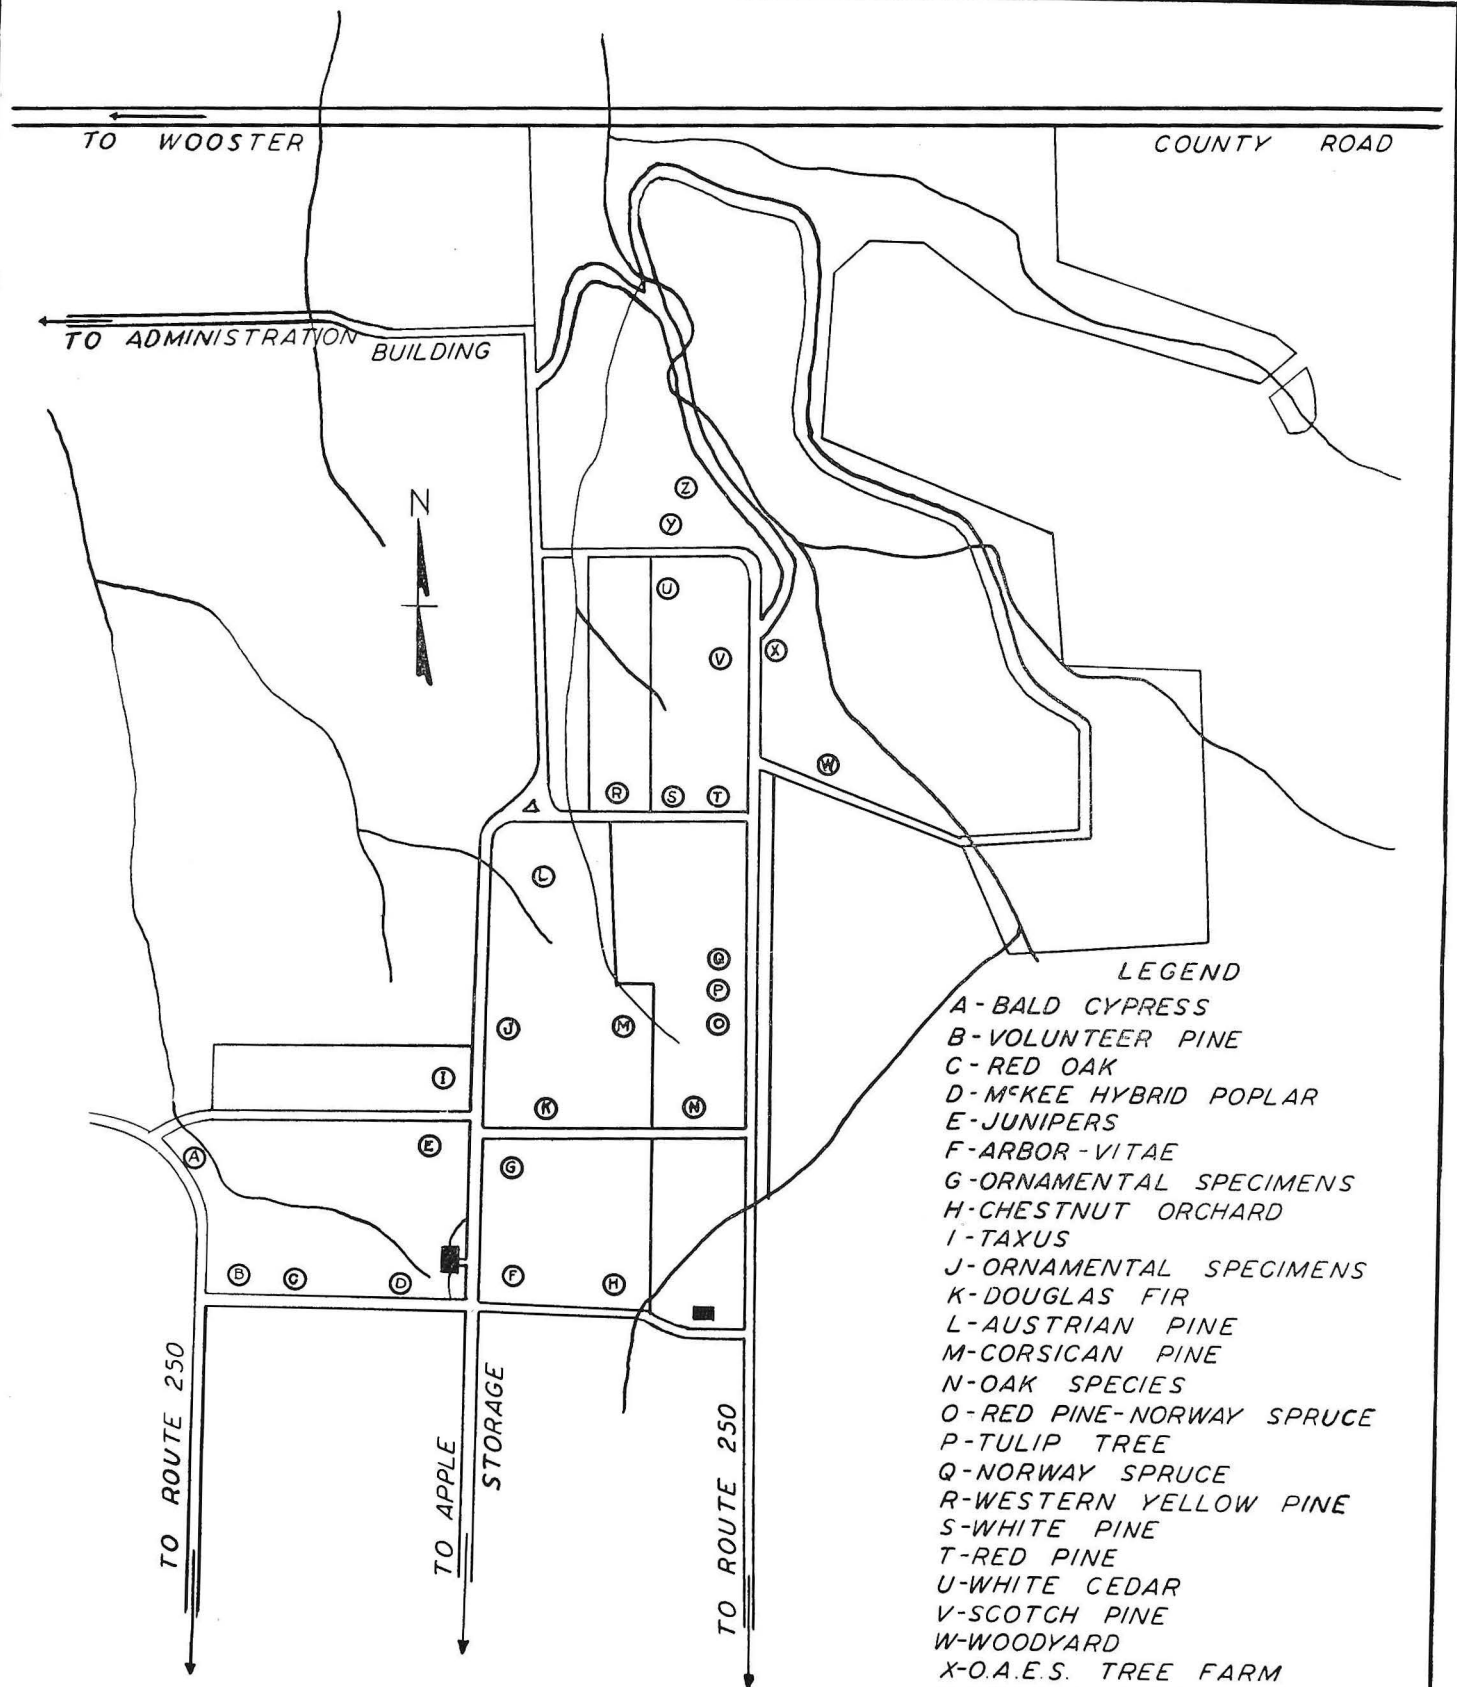 TO WOOSTER
COUNTY ROAD
TO ADMINISTRATION BUILDING
N
Z
Y
U
V
X
W
R
S
T
L
Q
P
O
J
M
I
K
N
E
A
G
B
C
D
F
H
TO ROUTE 250
TO APPLE
STORAGE
TO ROUTE 250
LEGEND
A-BALD CYPRESS
B-VOLUNTEER PINE
C-RED OAK
D-McKEE HYBRID POPLAR
E-JUNIPERS
F-ARBOR-VITAE
G-ORNAMENTAL SPECIMENS
H-CHESTNUT ORCHARD
I-TAXUS
J-ORNAMENTAL SPECIMENS
K-DOUGLAS FIR
L-AUSTRIAN PINE
M-CORSICAN PINE
N-OAK SPECIES
O-RED PINE-NORWAY SPRUCE
P-TULIP TREE
Q-NORWAY SPRUCE
R-WESTERN YELLOW PINE
S-WHITE PINE
T-RED PINE
U-WHITE CEDAR
V-SCOTCH PINE
W-WOODYARD
X-O.A.E.S. TREE FARM